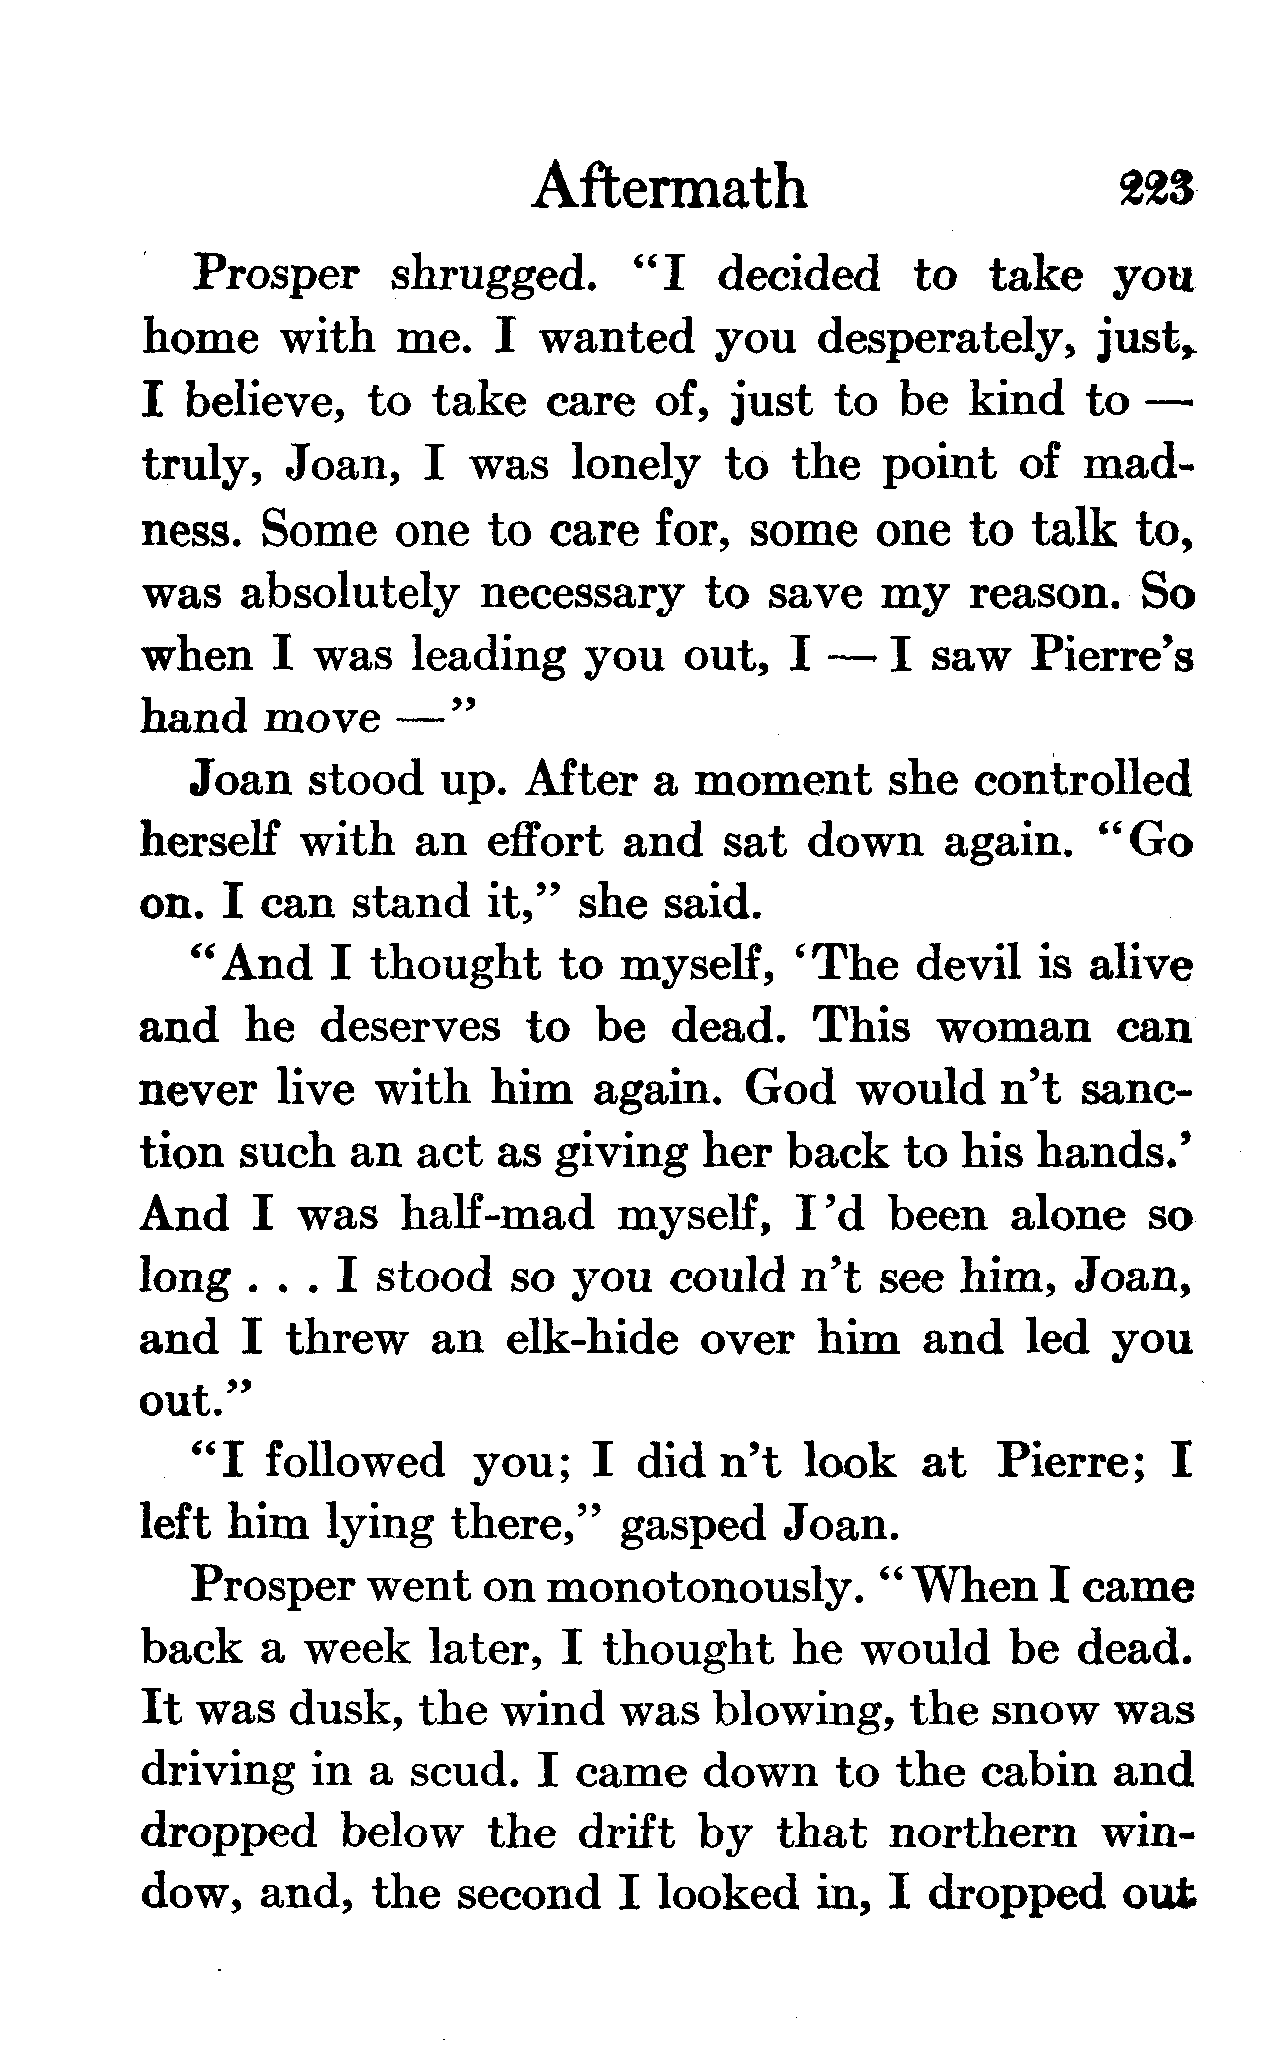 Aftermath 223
Prosper shrugged. "I decided to take you
home with me. I wanted you desperately, just,
I believe, to take care of, just to be kind to —
truly, Joan, I was lonely to the point of mad-
ness. Some one to care for, some one to talk to,
was absolutely necessary to save my reason. So
when I was leading you out, I — I saw Pierre's
hand move —"
Joan stood up. After a moment she controlled
herself with an effort and sat down again. "Go
on. I can stand it," she said.
"And I thought to myself, 'The devil is alive
and he deserves to be dead. This woman can
never live with him again. God would n't sanc-
tion such an act as giving her back to his hands.'
And I was half-mad myself, I 'd been alone so
long . . . I stood so you could n't see him, Joan,
and I threw an elk-hide over him and led you
out."
"I followed you; I did n't look at Pierre; I
left him lying there," gasped Joan.
Prosper went on monotonously. "When I came
back a week later, I thought he would be dead.
It was dusk, the wind was blowing, the snow was
driving in a scud. I came down to the cabin and
dropped below the drift by that northern win-
dow, and, the second I looked in, I dropped out